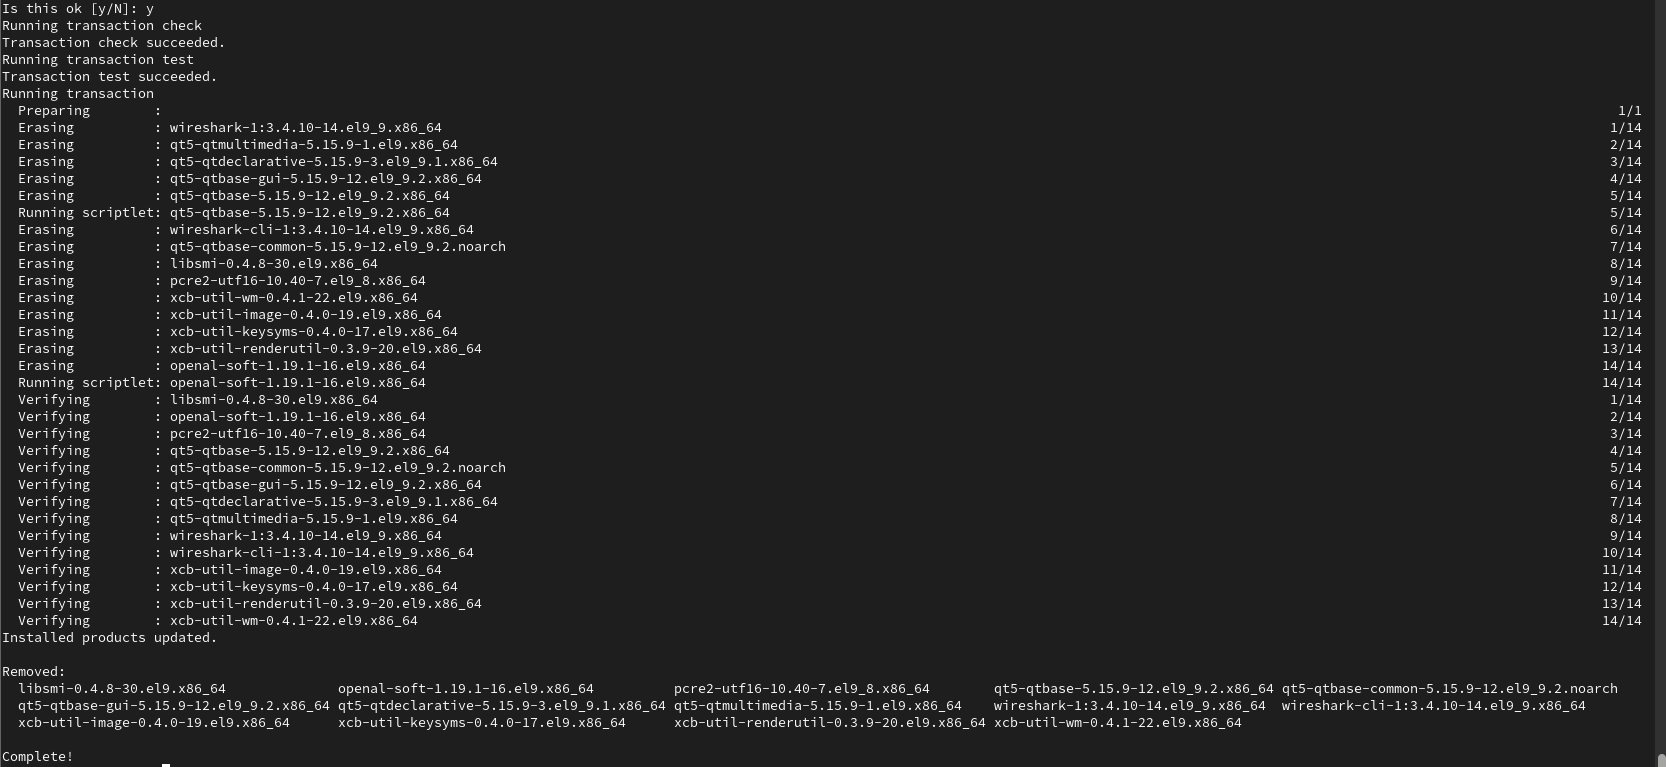 Is this ok [y/N]: y
Running transaction check
Transaction check succeeded.
Running transaction test
Transaction test succeeded.
Running transaction
  Preparing        :                                                                                     1/1
  Erasing          : wireshark-1:3.4.10-14.el9_9.x86_64                                                 1/14
  Erasing          : qt5-qtmultimedia-5.15.9-1.el9.x86_64                                               2/14
  Erasing          : qt5-qtdeclarative-5.15.9-3.el9_9.1.x86_64                                          3/14
  Erasing          : qt5-qtbase-gui-5.15.9-12.el9_9.2.x86_64                                            4/14
  Erasing          : qt5-qtbase-5.15.9-12.el9_9.2.x86_64                                                5/14
  Running scriptlet: qt5-qtbase-5.15.9-12.el9_9.2.x86_64                                                5/14
  Erasing          : wireshark-cli-1:3.4.10-14.el9_9.x86_64                                             6/14
  Erasing          : qt5-qtbase-common-5.15.9-12.el9_9.2.noarch                                         7/14
  Erasing          : libsmi-0.4.8-30.el9.x86_64                                                         8/14
  Erasing          : pcre2-utf16-10.40-7.el9_8.x86_64                                                   9/14
  Erasing          : xcb-util-wm-0.4.1-22.el9.x86_64                                                   10/14
  Erasing          : xcb-util-image-0.4.0-19.el9.x86_64                                                11/14
  Erasing          : xcb-util-keysyms-0.4.0-17.el9.x86_64                                              12/14
  Erasing          : xcb-util-renderutil-0.3.9-20.el9.x86_64                                           13/14
  Erasing          : openal-soft-1.19.1-16.el9.x86_64                                                  14/14
  Running scriptlet: openal-soft-1.19.1-16.el9.x86_64                                                  14/14
  Verifying        : libsmi-0.4.8-30.el9.x86_64                                                         1/14
  Verifying        : openal-soft-1.19.1-16.el9.x86_64                                                   2/14
  Verifying        : pcre2-utf16-10.40-7.el9_8.x86_64                                                   3/14
  Verifying        : qt5-qtbase-5.15.9-12.el9_9.2.x86_64                                                4/14
  Verifying        : qt5-qtbase-common-5.15.9-12.el9_9.2.noarch                                         5/14
  Verifying        : qt5-qtbase-gui-5.15.9-12.el9_9.2.x86_64                                            6/14
  Verifying        : qt5-qtdeclarative-5.15.9-3.el9_9.1.x86_64                                          7/14
  Verifying        : qt5-qtmultimedia-5.15.9-1.el9.x86_64                                               8/14
  Verifying        : wireshark-1:3.4.10-14.el9_9.x86_64                                                 9/14
  Verifying        : wireshark-cli-1:3.4.10-14.el9_9.x86_64                                            10/14
  Verifying        : xcb-util-image-0.4.0-19.el9.x86_64                                                11/14
  Verifying        : xcb-util-keysyms-0.4.0-17.el9.x86_64                                              12/14
  Verifying        : xcb-util-renderutil-0.3.9-20.el9.x86_64                                           13/14
  Verifying        : xcb-util-wm-0.4.1-22.el9.x86_64                                                   14/14
Installed products updated.

Removed:
  libsmi-0.4.8-30.el9.x86_64              openal-soft-1.19.1-16.el9.x86_64          pcre2-utf16-10.40-7.el9_8.x86_64        qt5-qtbase-5.15.9-12.el9_9.2.x86_64 qt5-qtbase-common-5.15.9-12.el9_9.2.noarch
  qt5-qtbase-gui-5.15.9-12.el9_9.2.x86_64 qt5-qtdeclarative-5.15.9-3.el9_9.1.x86_64 qt5-qtmultimedia-5.15.9-1.el9.x86_64    wireshark-1:3.4.10-14.el9_9.x86_64  wireshark-cli-1:3.4.10-14.el9_9.x86_64
  xcb-util-image-0.4.0-19.el9.x86_64      xcb-util-keysyms-0.4.0-17.el9.x86_64      xcb-util-renderutil-0.3.9-20.el9.x86_64 xcb-util-wm-0.4.1-22.el9.x86_64

Complete!